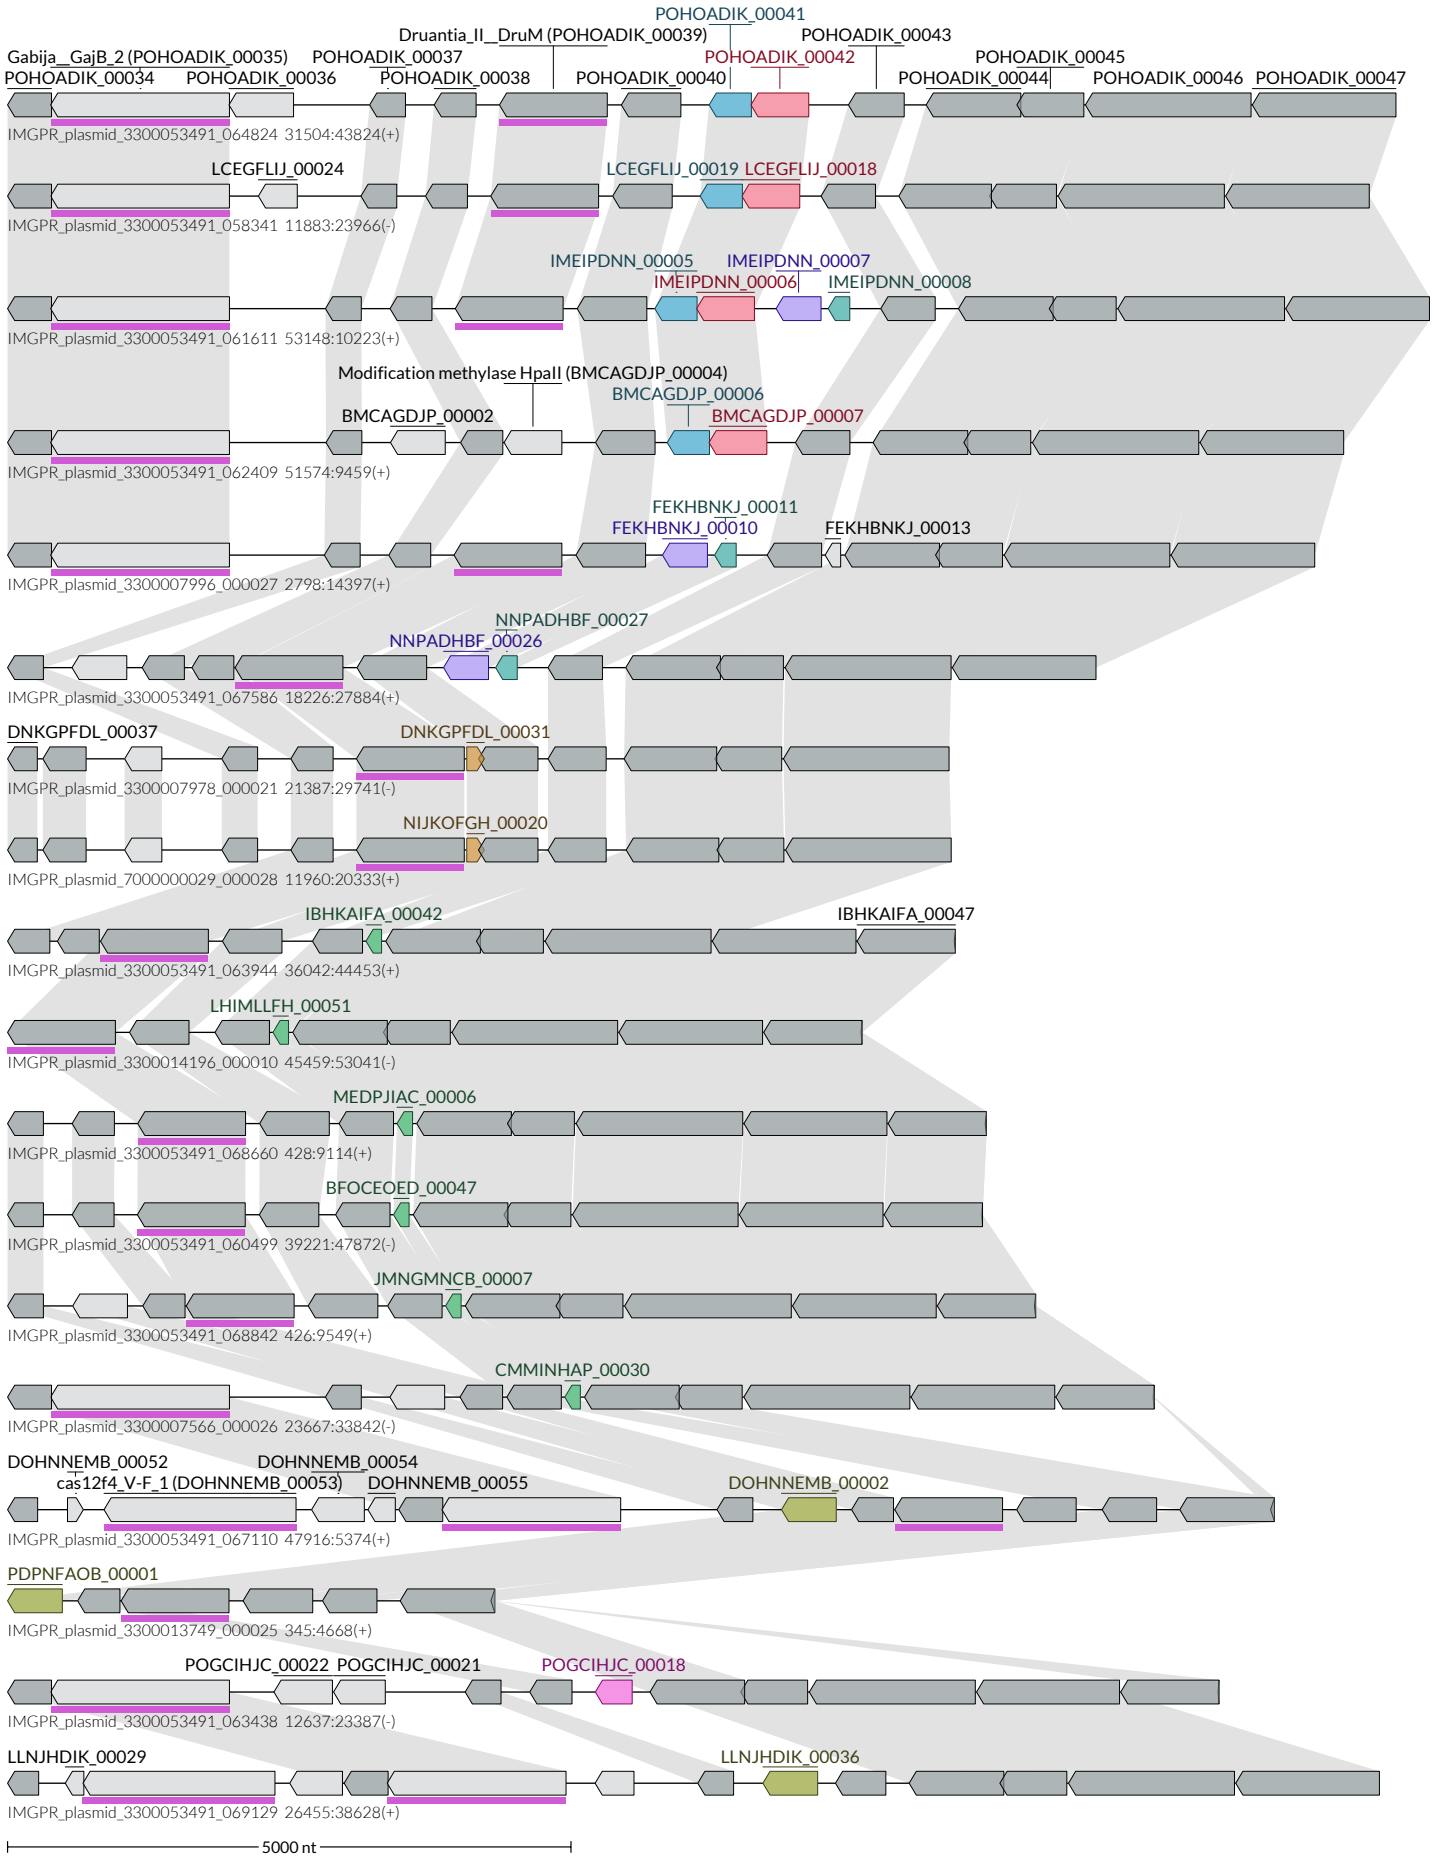 POHOADIK_00041
Druantia_II__DruM (POHOADIK_00039) POHOADIK_00043
Gabija__GajB_2 (POHOADIK_00035) POHOADIK_00037 POHOADIK_00042 POHOADIK_00045
POHOADIK_00034 POHOADIK_00036 POHOADIK_00038 POHOADIK_00040 POHOADIK_00044 POHOADIK_00046 POHOADIK_00047
IMGPR_plasmid_3300053491_064824 31504:43824(+)
LCEGFLIJ_00024 LCEGFLIJ_00019 LCEGFLIJ_00018
IMGPR_plasmid_3300053491_058341 11883:23966(-)
IMEIPDNN_00005 IMEIPDNN_00007
IMEIPDNN_00006 IMEIPDNN_00008
IMGPR_plasmid_3300053491_061611 53148:10223(+)
Modification methylase HpaII (BMCAGDJP_00004)
BMCAGDJP_00006
BMCAGDJP_00002 BMCAGDJP_00007
IMGPR_plasmid_3300053491_062409 51574:9459(+)
FEKHBNKJ_00011
FEKHBNKJ_00010 FEKHBNKJ_00013
IMGPR_plasmid_3300007996_000027 2798:14397(+)
NNPADHBF_00027
NNPADHBF_00026
IMGPR_plasmid_3300053491_067586 18226:27884(+)
DNKGPFDL_00037 DNKGPFDL_00031
IMGPR_plasmid_3300007978_000021 21387:29741(-)
NIJKOFGH_00020
IMGPR_plasmid_7000000029_000028 11960:20333(+)
IBHKAIFA_00042 IBHKAIFA_00047
IMGPR_plasmid_3300053491_063944 36042:44453(+)
LHIMLLFH_00051
IMGPR_plasmid_3300014196_000010 45459:53041(-)
MEDPJIAC_00006
IMGPR_plasmid_3300053491_068660 428:9114(+)
BFOCEOED_00047
IMGPR_plasmid_3300053491_060499 39221:47872(-)
JMNGMNCB_00007
IMGPR_plasmid_3300053491_068842 426:9549(+)
CMMINHAP_00030
IMGPR_plasmid_3300007566_000026 23667:33842(-)
DOHNNEMB_00052 DOHNNEMB_00054
cas12f4_V-F_1 (DOHNNEMB_00053) DOHNNEMB_00055 DOHNNEMB_00002
IMGPR_plasmid_3300053491_067110 47916:5374(+)
PDPNFAOB_00001
IMGPR_plasmid_3300013749_000025 345:4668(+)
POGCIHJC_00022 POGCIHJC_00021 POGCIHJC_00018
IMGPR_plasmid_3300053491_063438 12637:23387(-)
LLNJHDIK_00029 LLNJHDIK_00036
IMGPR_plasmid_3300053491_069129 26455:38628(+)
5000 nt